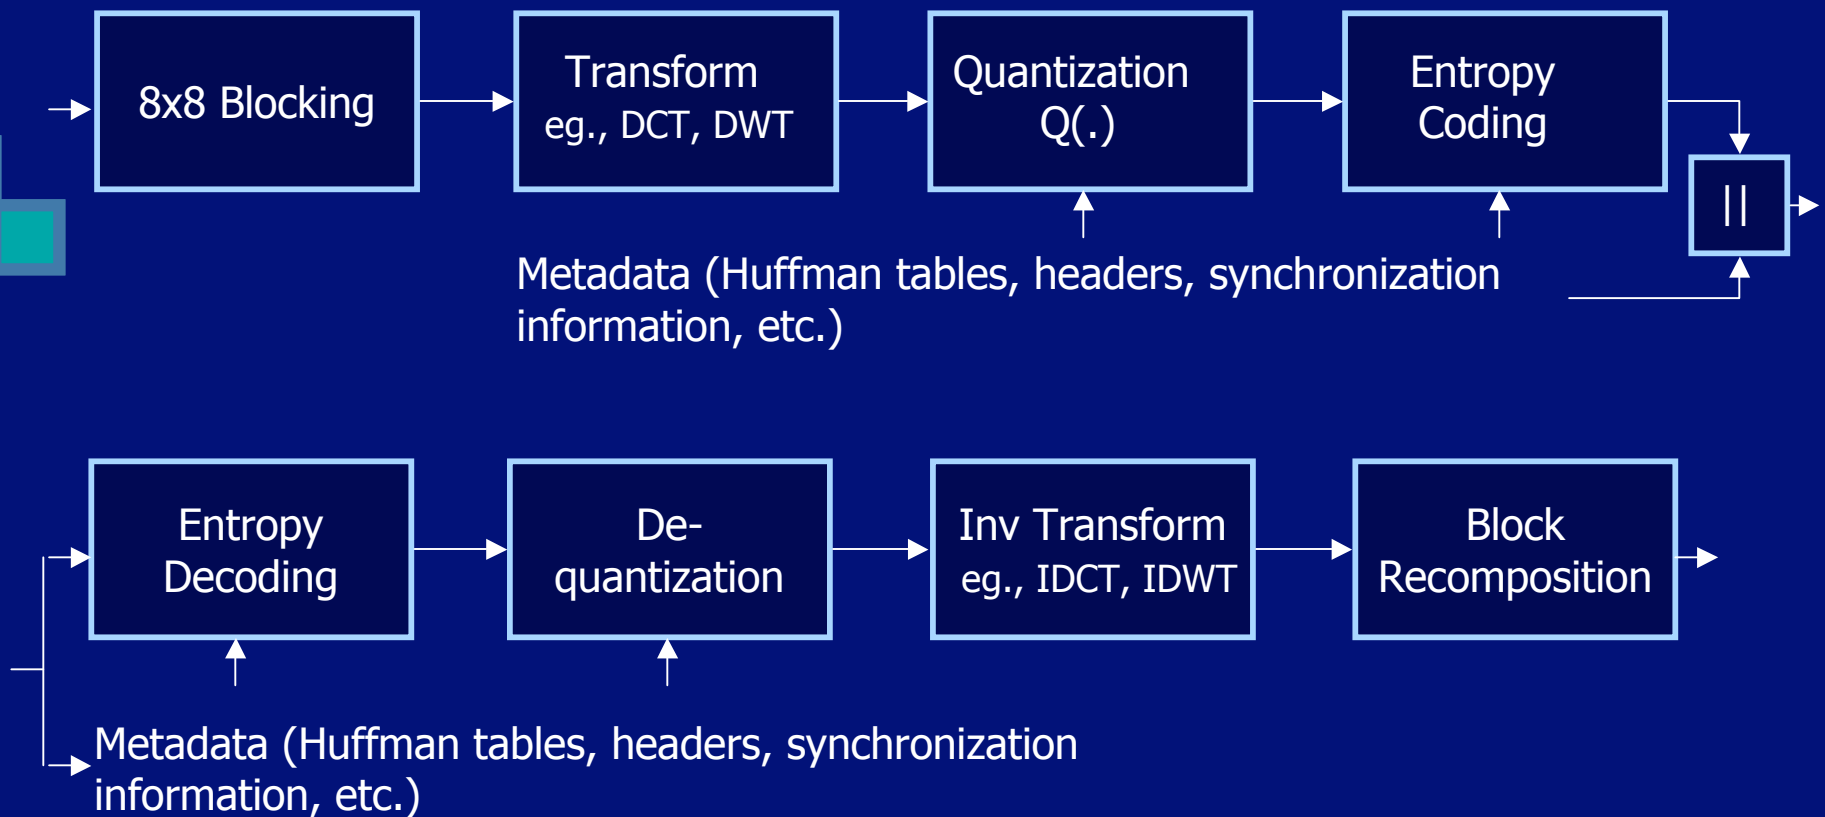 8x8 Blocking
Transform
eg., DCT, DWT
Quantization
Q(.)
Entropy
Coding
||
Metadata (Huffman tables, headers, synchronization
information, etc.)
Entropy
Decoding
De-
quantization
Inv Transform
eg., IDCT, IDWT
Block
Recomposition
Metadata (Huffman tables, headers, synchronization
information, etc.)